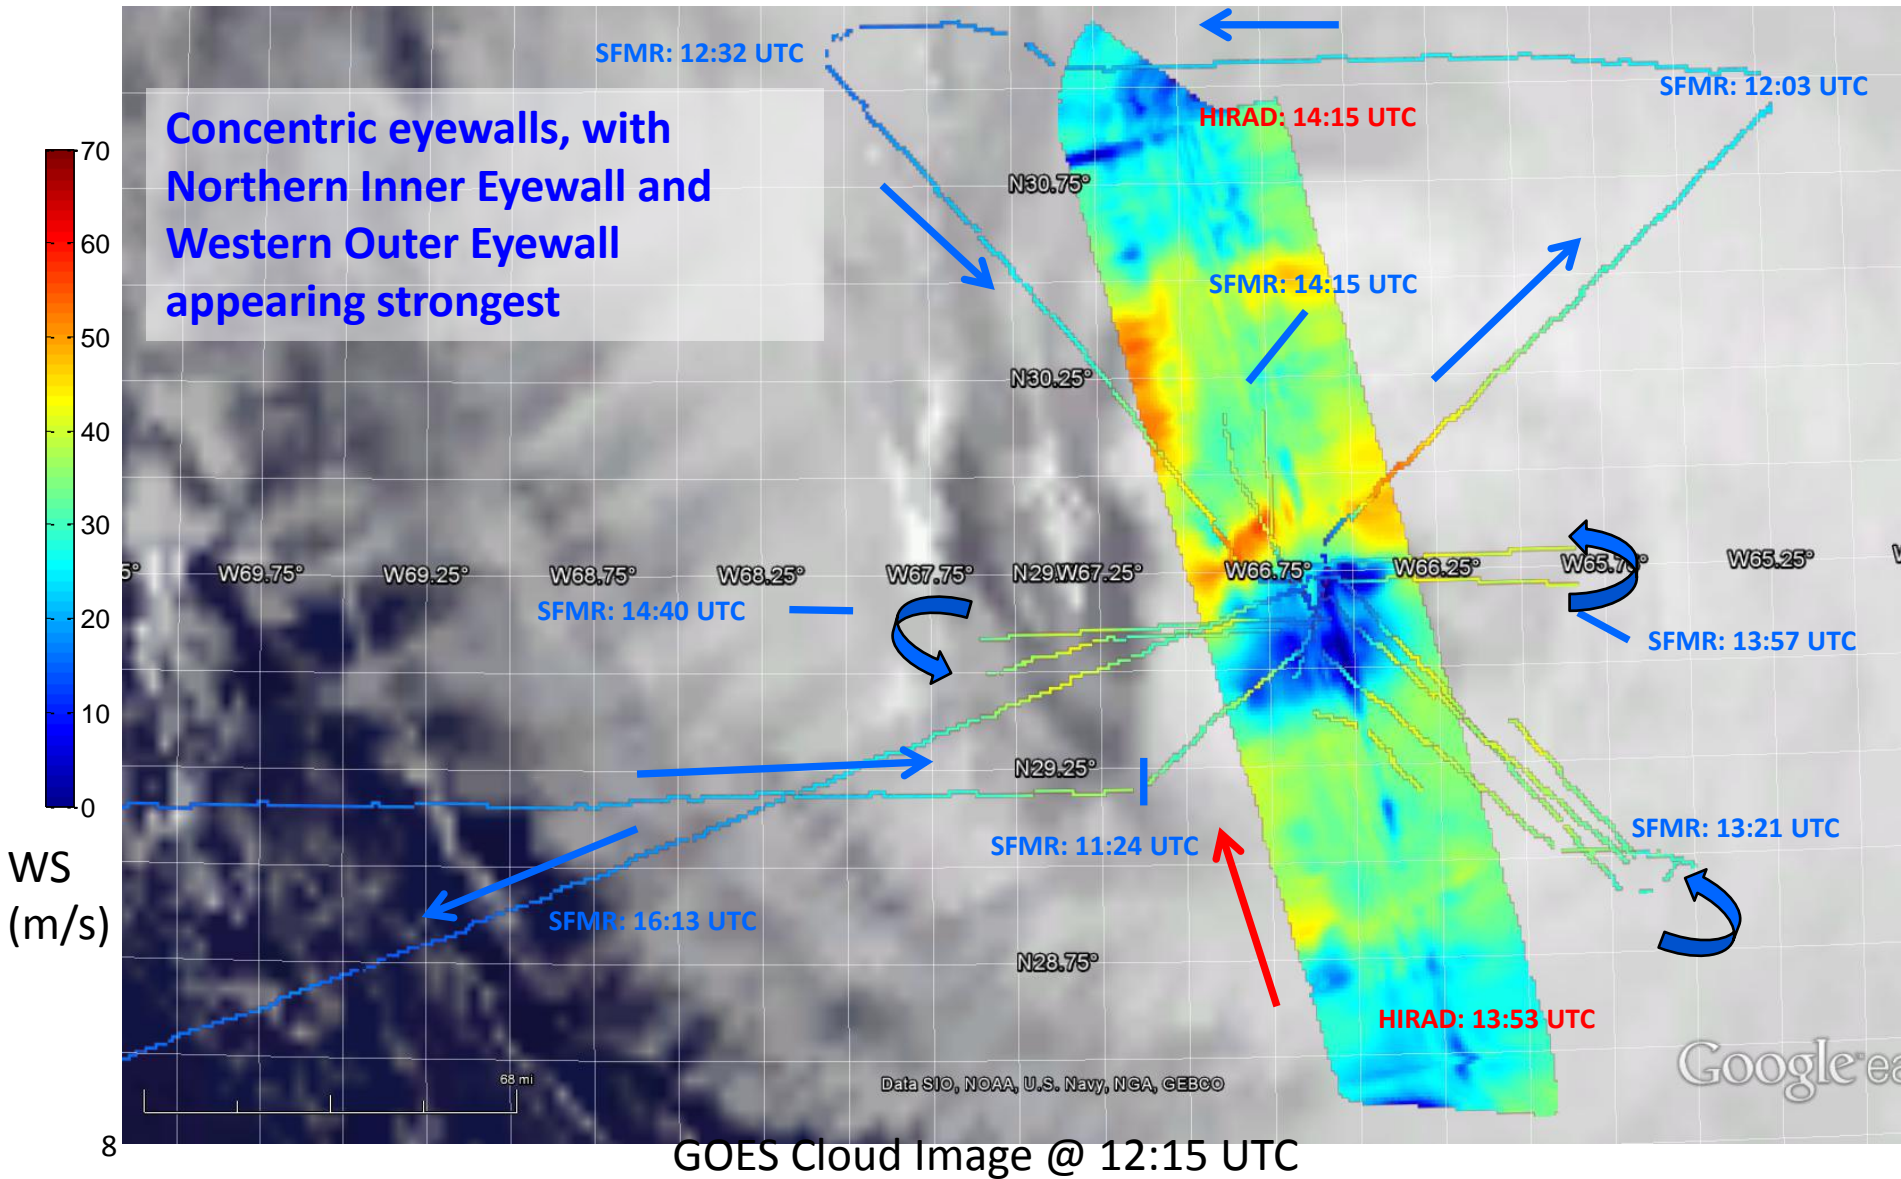 SFMR: 12:32 UTC
SFMR: 12:03 UTC
Concentric eyewalls, with
Northern Inner Eyewall and
Western Outer Eyewall
appearing strongest
HIRAD: 14:15 UTC
70
60
50
40
30
20
10
0
WS
(m/s)
N30.75°
SFMR: 14:15 UTC
N30.25°
5°
W69.75°
W69.25°
W68.75°
W68.25°
W67.75°
W67.25°
W66.75°
W66.25°
W65.25°
SFMR: 14:40 UTC
SFMR: 13:57 UTC
N29.25°
SFMR: 11:24 UTC
SFMR: 13:21 UTC
SFMR: 16:13 UTC
N28.75°
HIRAD: 13:53 UTC
Google ea
68 mi
Data SIO, NOAA, U.S. Navy, NGA, GEBCO
8
GOES Cloud Image @ 12:15 UTC